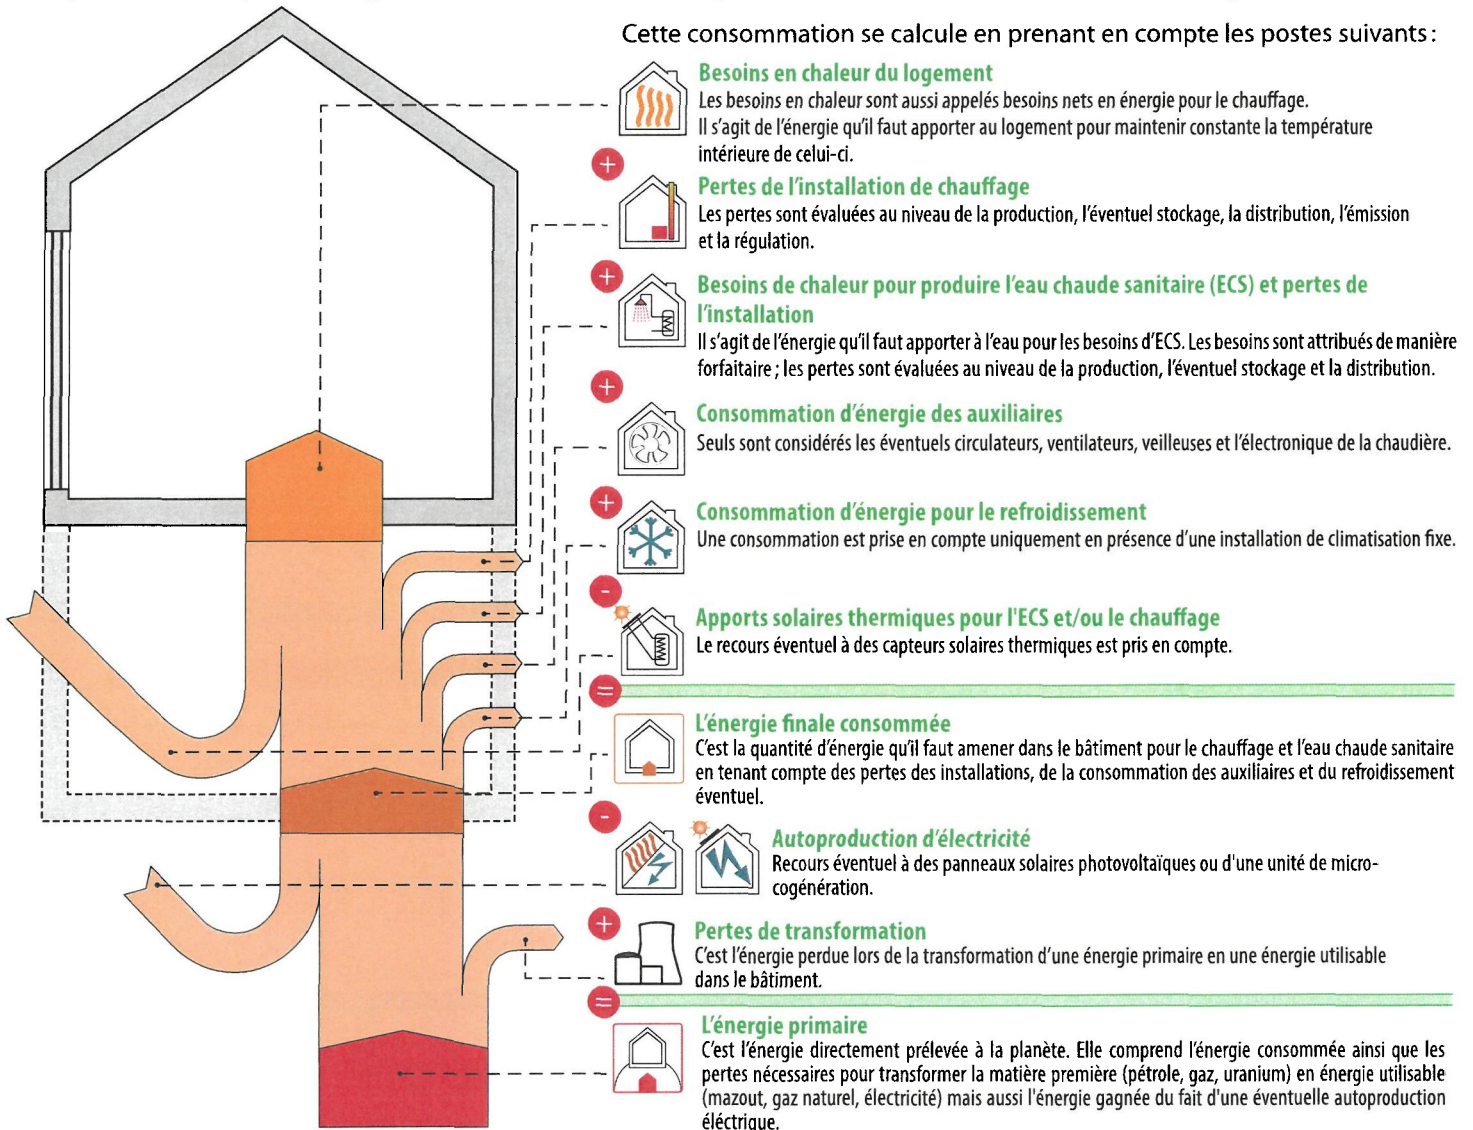 Cette consommation se calcule en prenant en compte les postes suivants :
Besoins en chaleur du logement
Les besoins en chaleur sont aussi appelés besoins nets en énergie pour le chauffage.
Il s'agit de l'énergie qu'il faut apporter au logement pour maintenir constante la température
intérieure de celui-ci.
+
Pertes de l'installation de chauffage
Les pertes sont évaluées au niveau de la production, l'éventuel stockage, la distribution, l'émission
et la régulation.
+
Besoins de chaleur pour produire l'eau chaude sanitaire (ECS) et pertes de
l'installation
Il s'agit de l'énergie qu'il faut apporter à l'eau pour les besoins d'ECS. Les besoins sont attribués de manière
forfaitaire ; les pertes sont évaluées au niveau de la production, l'éventuel stockage et la distribution.
+
Consommation d'énergie des auxiliaires
Seuls sont considérés les éventuels circulateurs, ventilateurs, veilleuses et l'électronique de la chaudière.
+
Consommation d'énergie pour le refroidissement
Une consommation est prise en compte uniquement en présence d'une installation de climatisation fixe.
-
Apports solaires thermiques pour l'ECS et/ou le chauffage
Le recours éventuel à des capteurs solaires thermiques est pris en compte.
=
L'énergie finale consommée
C'est la quantité d'énergie qu'il faut amener dans le bâtiment pour le chauffage et l'eau chaude sanitaire
en tenant compte des pertes des installations, de la consommation des auxiliaires et du refroidissement
éventuel.
-
Autoproduction d'électricité
Recours éventuel à des panneaux solaires photovoltaïques ou d'une unité de micro-
cogénération.
+
Pertes de transformation
C'est l'énergie perdue lors de la transformation d'une énergie primaire en une énergie utilisable
dans le bâtiment.
=
L'énergie primaire
C'est l'énergie directement prélevée à la planète. Elle comprend l'énergie consommée ainsi que les
pertes nécessaires pour transformer la matière première (pétrole, gaz, uranium) en énergie utilisable
(mazout, gaz naturel, électricité) mais aussi l'énergie gagnée du fait d'une éventuelle autoproduction
éléctrique.